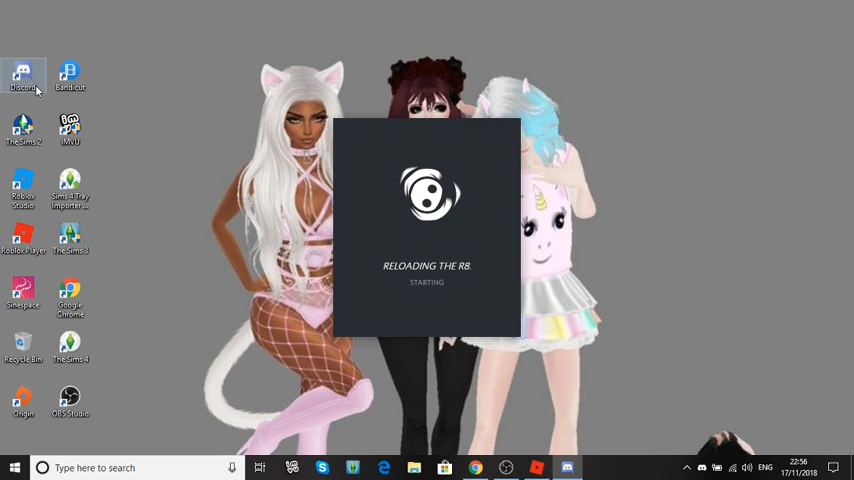 Discord
Bandicut
The Sims 2
IMVU
Roblox
Studio
Sims 4 Tray
Importer ...
Roblox Player
The Sims 3
Sinespace
Google
Chrome
Recycle Bin
The Sims 4
Origin
OBS Studio
RELOADING THE R8.
STARTING
Type here to search
ENG
22:56
17/11/2018